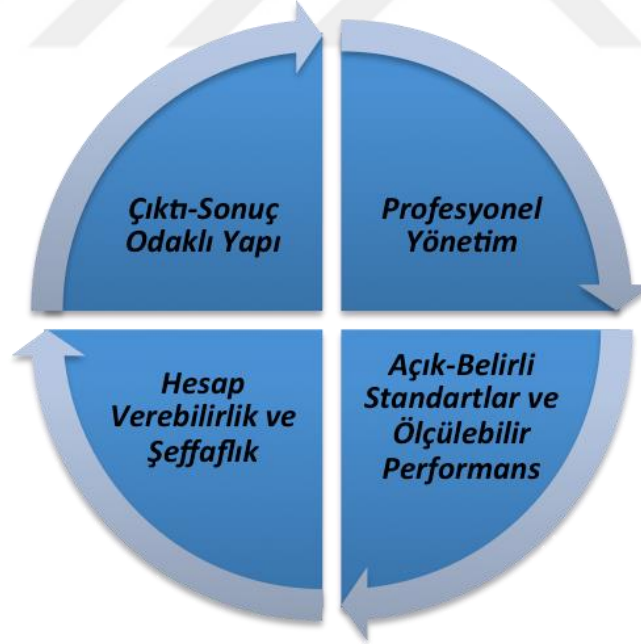 Çıktı-Sonuç
Odaklı Yapı
Profesyonel
Yönetim
Hesap
Verebilirlik ve
Şeffaflık
Açık-Belirli
Standartlar ve
Ölçülebilir
Performans